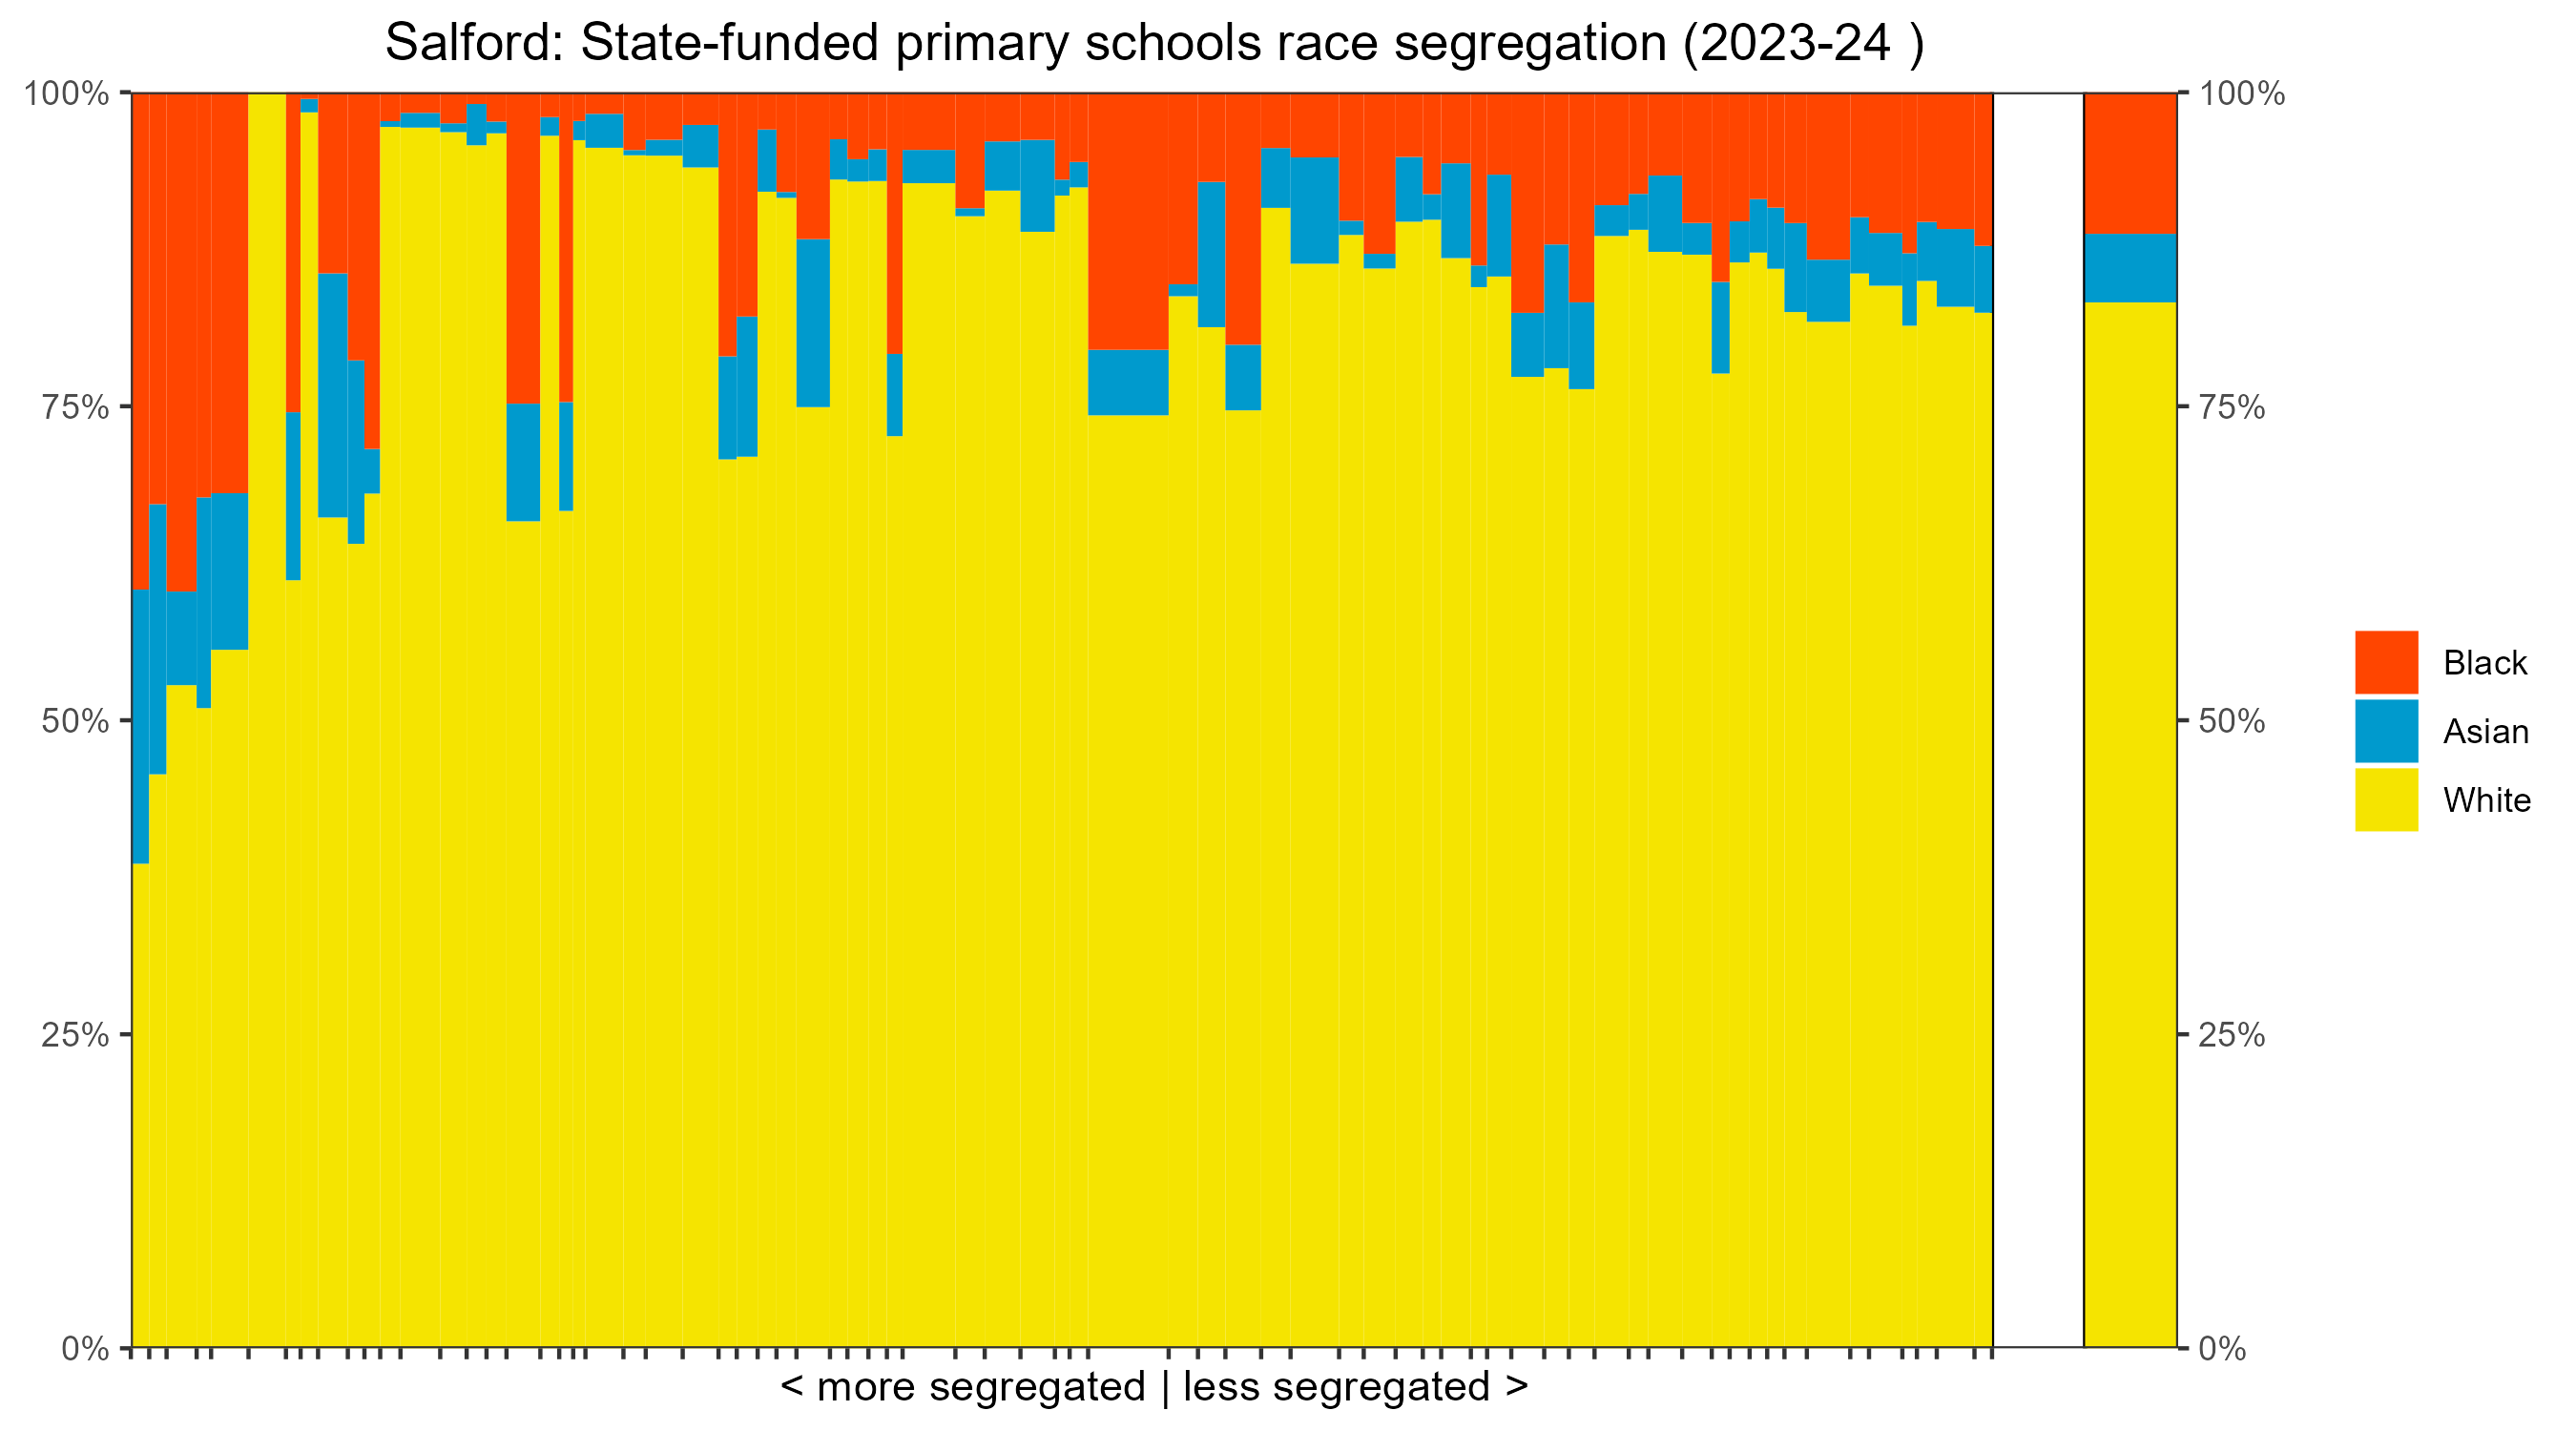 Salford: State-funded primary schools race segregation (2023-24 )
100%
75%
50%
25%
0%
100%
75%
50%
25%
0%
Black
Asian
White
< more segregated | less segregated >